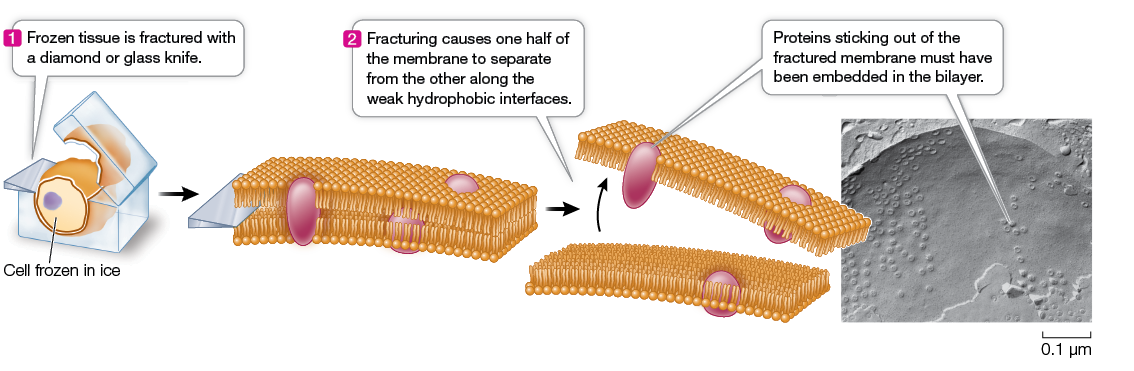 1 Frozen tissue is fractured with
a diamond or glass knife.
Cell frozen in ice
2 Fracturing causes one half of
the membrane to separate
from the other along the
weak hydrophobic interfaces.
Proteins sticking out of the
fractured membrane must have
been embedded in the bilayer.
0.1 µm